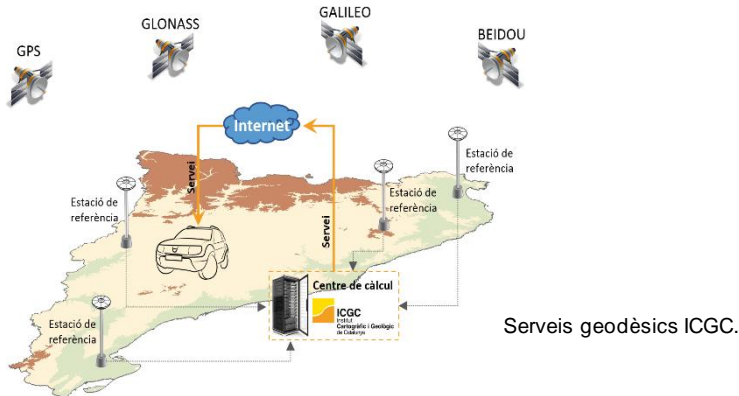 GPS
GLONASS
GALILEO
BEIDOU
Internet
Servei
Servei
Estació de
referència
Estació de
referència
Estació de
referència
Estació de
referència
Centre de càlcul
ICGC
Institut
Cartogràfic i Geològic
de Catalunya
Serveis geodèsics ICGC.